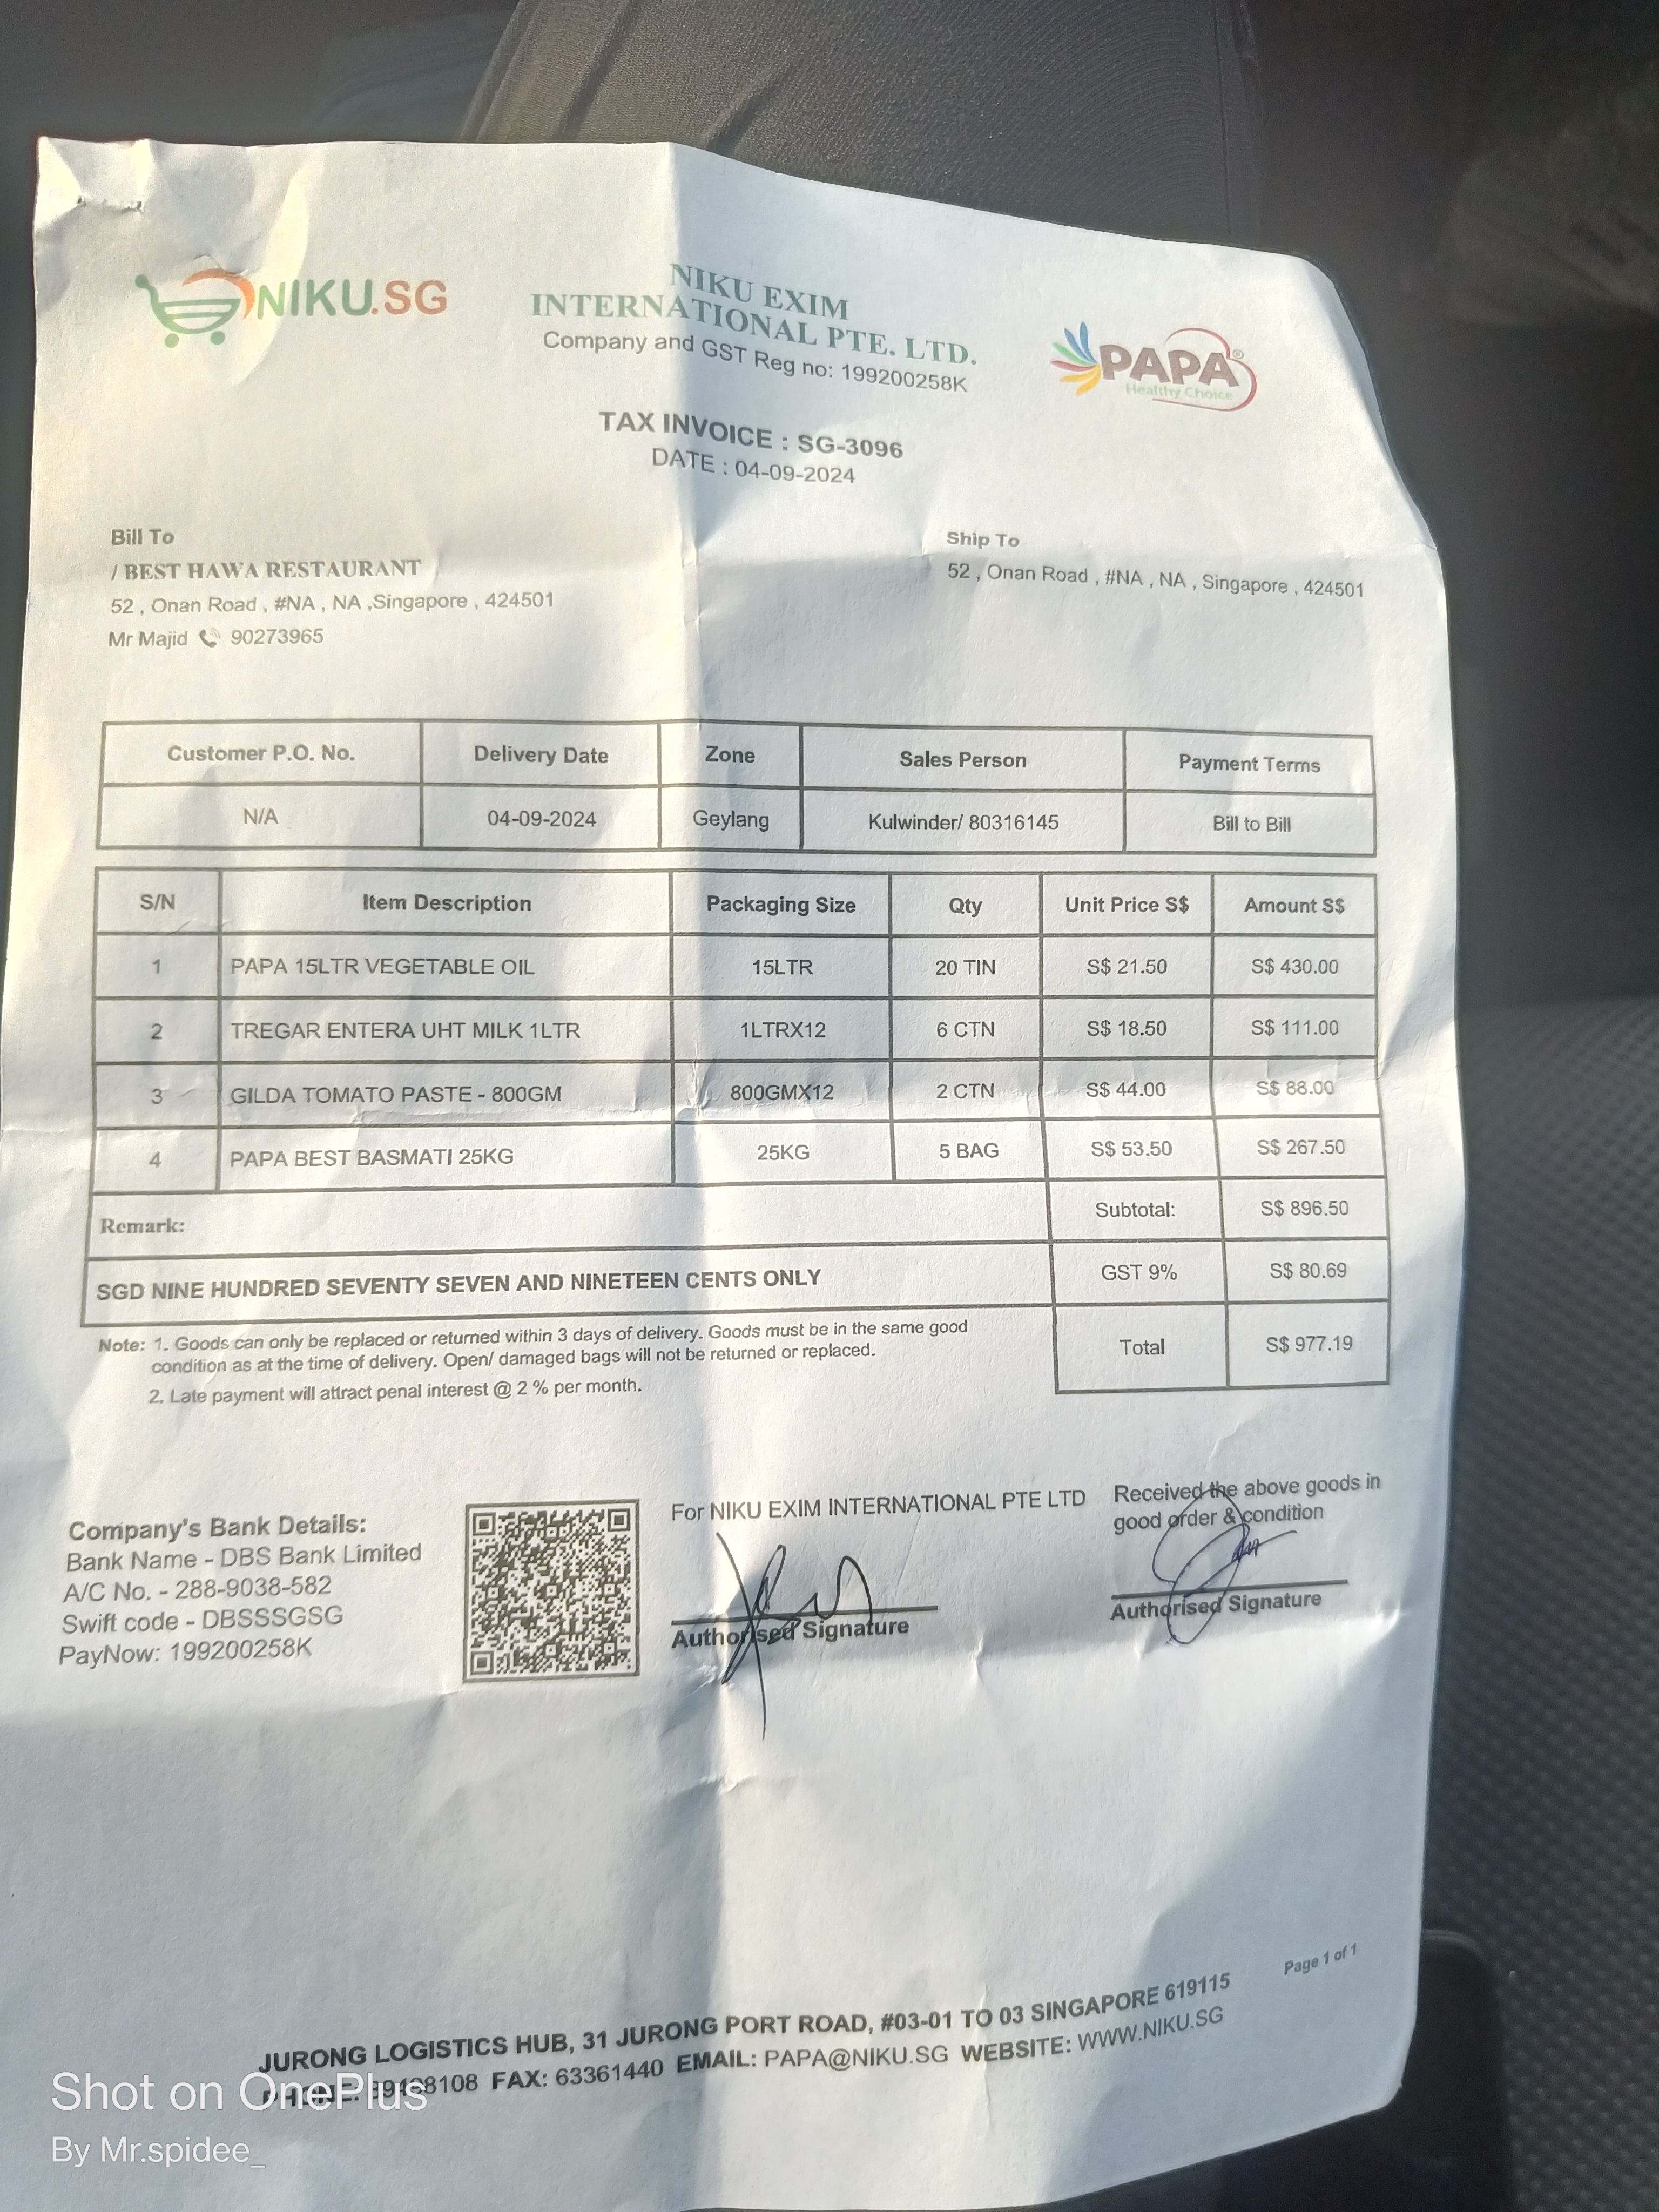 NIKU.SG
NIKU EXIM
INTERNATIONAL PTE. LTD.
Company and GST Reg no: 199200258K
PAPA®
Healthy Choice
TAX INVOICE : SG-3096
DATE : 04-09-2024
Bill To
/ BEST HAWA RESTAURANT
52 , Onan Road , #NA , NA ,Singapore , 424501
Mr Majid 90273965
Ship To
52 , Onan Road , #NA , NA , Singapore , 424501
Customer P.O. No. Delivery Date Zone Sales Person Payment Terms
N/A 04-09-2024 Geylang Kulwinder/ 80316145 Bill to Bill
S/N Item Description Packaging Size Qty Unit Price S$ Amount S$
1 PAPA 15LTR VEGETABLE OIL 15LTR 20 TIN S$ 21.50 S$ 430.00
2 TREGAR ENTERA UHT MILK 1LTR 1LTRX12 6 CTN S$ 18.50 S$ 111.00
3 GILDA TOMATO PASTE - 800GM 800GMX12 2 CTN S$ 44.00 S$ 88.00
4 PAPA BEST BASMATI 25KG 25KG 5 BAG S$ 53.50 S$ 267.50
Remark: Subtotal: S$ 896.50
SGD NINE HUNDRED SEVENTY SEVEN AND NINETEEN CENTS ONLY GST 9% S$ 80.69
Total S$ 977.19
Note: 1. Goods can only be replaced or returned within 3 days of delivery. Goods must be in the same good
condition as at the time of delivery. Open/ damaged bags will not be returned or replaced.
2. Late payment will attract penal interest @ 2 % per month.
Company's Bank Details:
Bank Name - DBS Bank Limited
A/C No. - 288-9038-582
Swift code - DBSSSGSG
PayNow: 199200258K
For NIKU EXIM INTERNATIONAL PTE LTD
Authorised Signature
Received the above goods in
good order & condition
Authorised Signature
Page 1 of 1
JURONG LOGISTICS HUB, 31 JURONG PORT ROAD, #03-01 TO 03 SINGAPORE 619115
PHONE: FAX: 63361440 EMAIL: PAPA@NIKU.SG WEBSITE: WWW.NIKU.SG
Shot on OnePlus
By Mr.spidee_